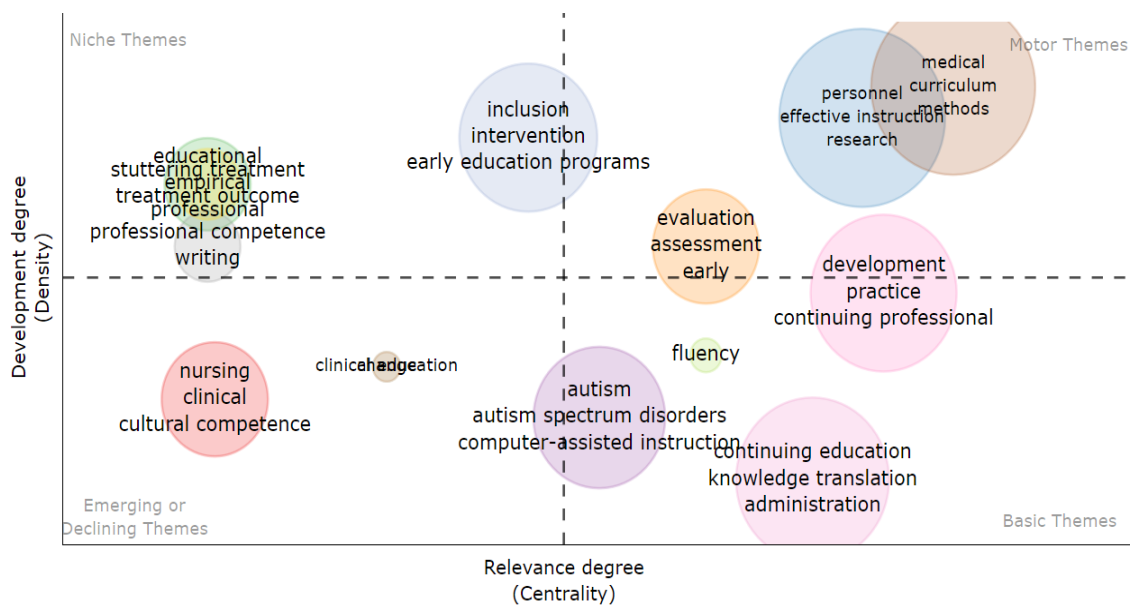 Niche Themes
Motor Themes
medical
curriculum
methods
personnel
effective instruction
research
inclusion
intervention
early education programs
educational
stuttering treatment
empirical
treatment outcome
professional
professional competence
writing
evaluation
assessment
early
development
practice
continuing professional
fluency
clinical education
change
nursing
clinical
cultural competence
autism
autism spectrum disorders
computer-assisted instruction
continuing education
knowledge translation
administration
Emerging or
Declining Themes
Basic Themes
Development degree
(Density)
Relevance degree
(Centrality)